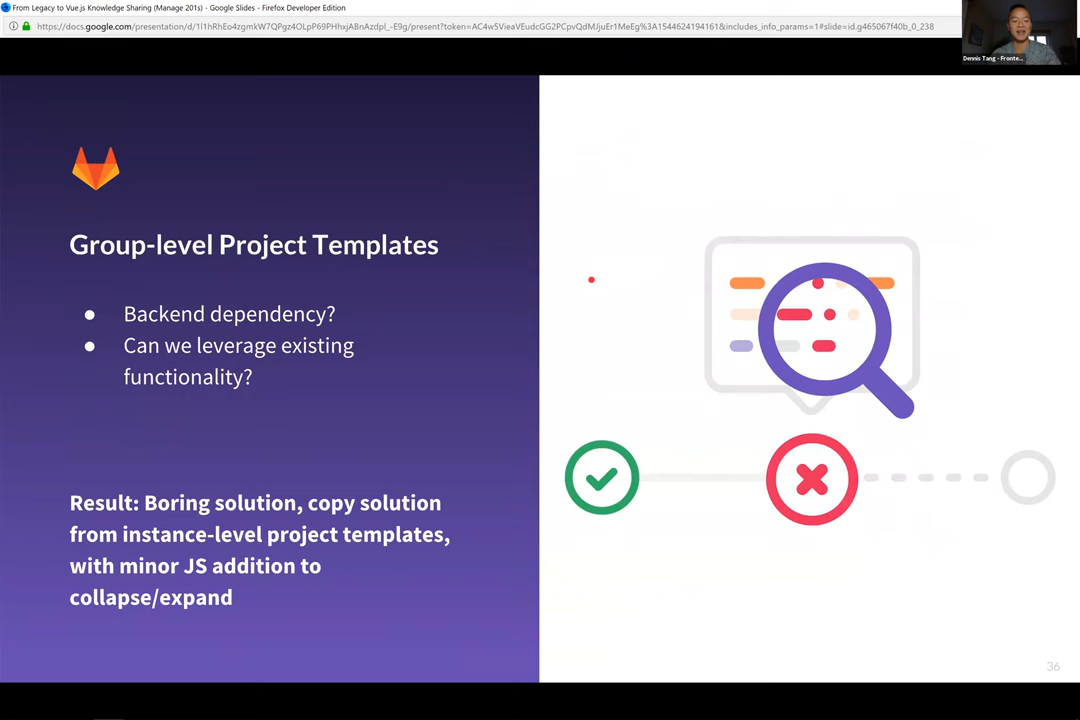 From Legacy to Vue.js Knowledge Sharing (Manage 201s) - Google Slides - Firefox Developer Edition
https://docs.google.com/presentation/d/1l1hRhEo4zgmkW7QPgz4OLpP69PHhxjABnAzdpl_-E9g/present?token=AC4w5VieaVEudcGG2PCpvQdMJjuEr1MeEg%3A1544624194161&includes_info_params=1#slide=id.g465067f40b_0_238
Dennis Tang - Fronte...
Group-level Project Templates
● Backend dependency?
● Can we leverage existing
functionality?
Result: Boring solution, copy solution
from instance-level project templates,
with minor JS addition to
collapse/expand
36